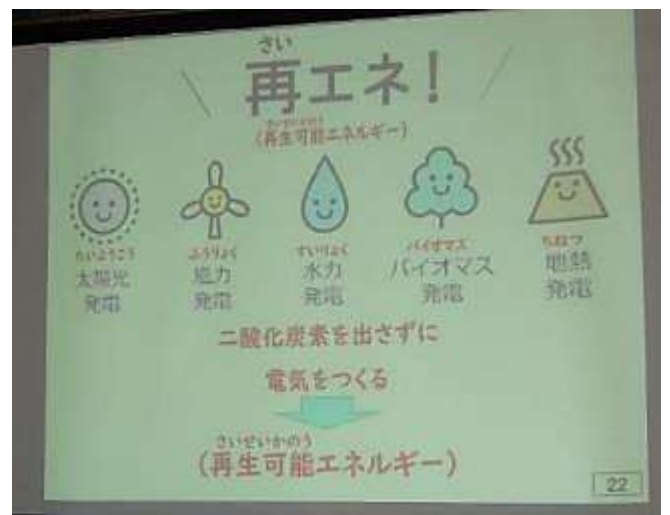 さい
再エネ!
さいせいかのう
(再生可能エネルギー)
たいようこう
太陽光
発電
ふうりょく
風力
発電
すいりょく
水力
発電
バイオマス
バイオマス
発電
ちねつ
地熱
発電
二酸化炭素を出さずに
電気をつくる
さいせいかのう
(再生可能エネルギー)
22